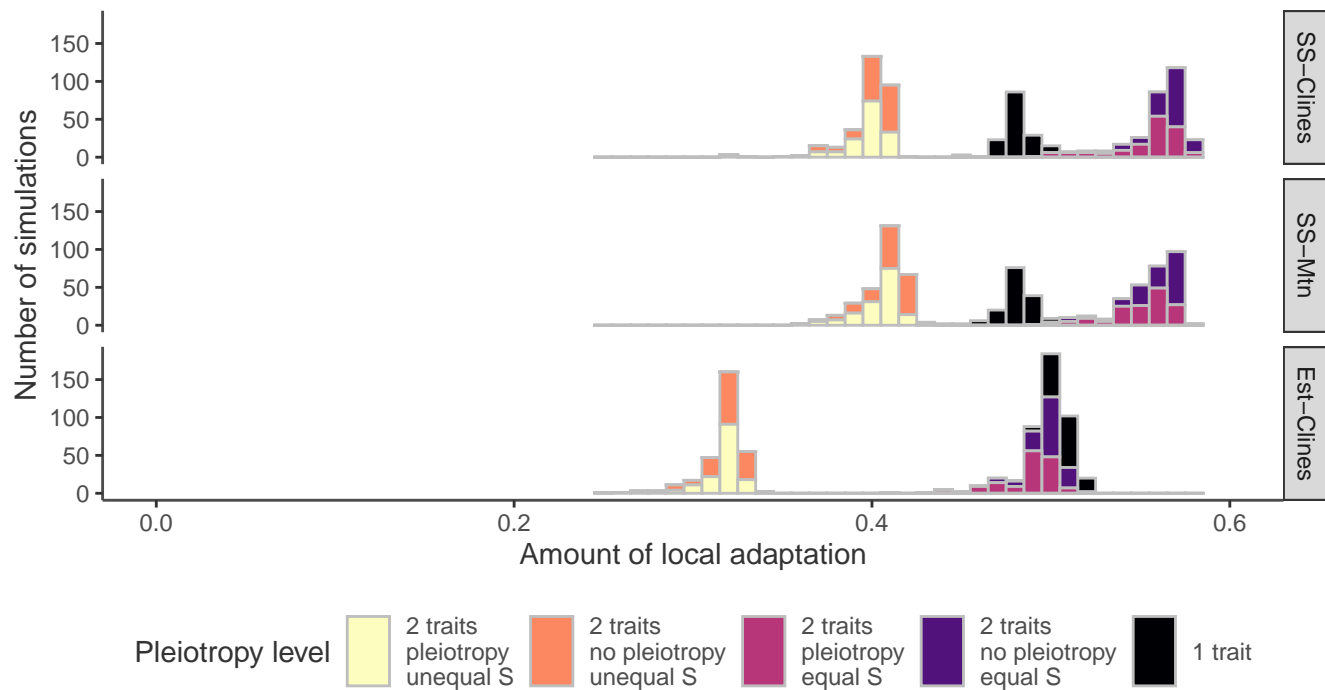 Number of simulations
150
100
50
0
SS−Clines
150
100
50
0
SS−Mtn
150
100
50
0
Est−Clines
0.0 0.2 0.4 0.6
Amount of local adaptation
Pleiotropy level
2 traits
pleiotropy
unequal S
2 traits
no pleiotropy
unequal S
2 traits
pleiotropy
equal S
2 traits
no pleiotropy
equal S
1 trait